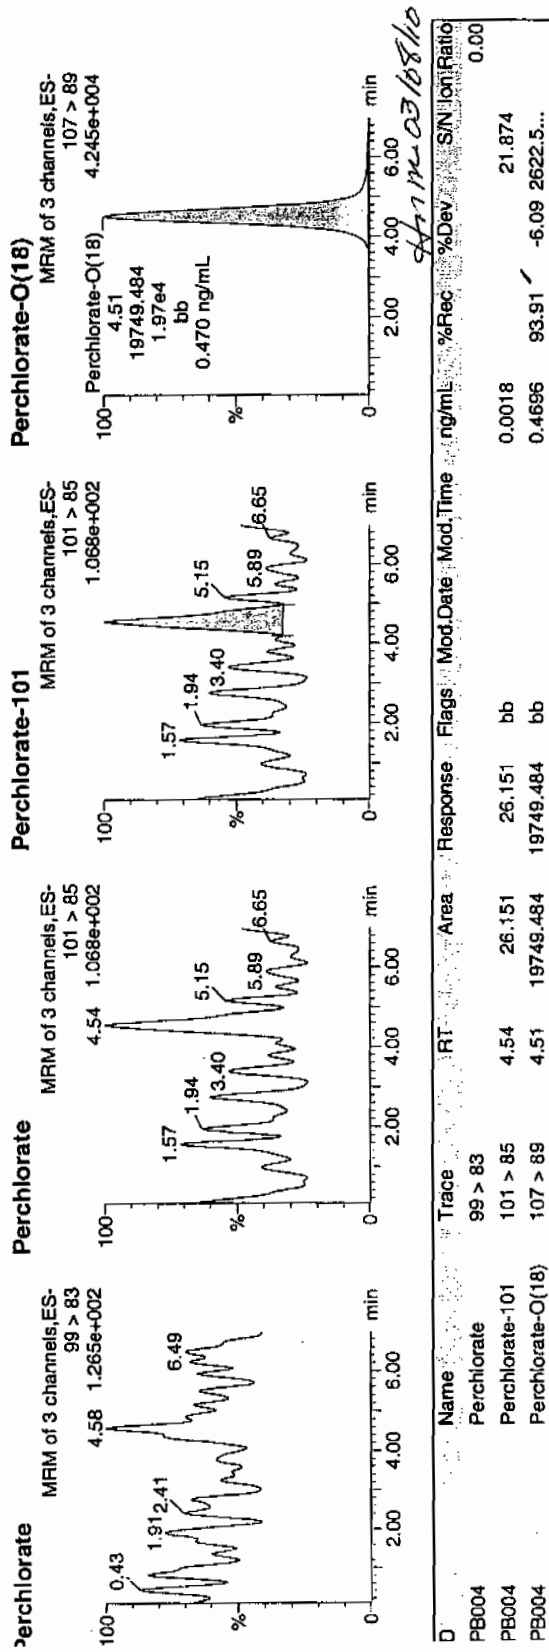 Perchlorate
MRM of 3 channels,ES-
99 > 83
1.265e+002
100
%
0
4.58
0.43
1.91
2.41
6.49
2.00
4.00
6.00
min
Perchlorate
MRM of 3 channels,ES-
101 > 85
1.068e+002
100
%
0
4.54
1.57
1.94
3.40
5.15
5.89
6.65
2.00
4.00
6.00
min
Perchlorate-101
MRM of 3 channels,ES-
101 > 85
1.068e+002
100
%
0
1.57
1.94
3.40
5.15
5.89
6.65
2.00
4.00
6.00
min
Perchlorate-O(18)
MRM of 3 channels,ES-
107 > 89
4.245e+004
100
%
0
Perchlorate-O(18)
4.51
19749.484
1.97e4
bb
0.470 ng/mL
2.00
4.00
6.00
min
03/08/10
D Name Trace RT Area Response Flags Mod.Date Mod.Time ng/mL %Rec %Dev S/N Ion Ratio
PB004 Perchlorate 99 > 83 0.00
PB004 Perchlorate-101 101 > 85 4.54 26.151 26.151 bb 0.0018 21.874
PB004 Perchlorate-O(18) 107 > 89 4.51 19749.484 19749.484 bb 0.4696 93.91 -6.09 2622.5...